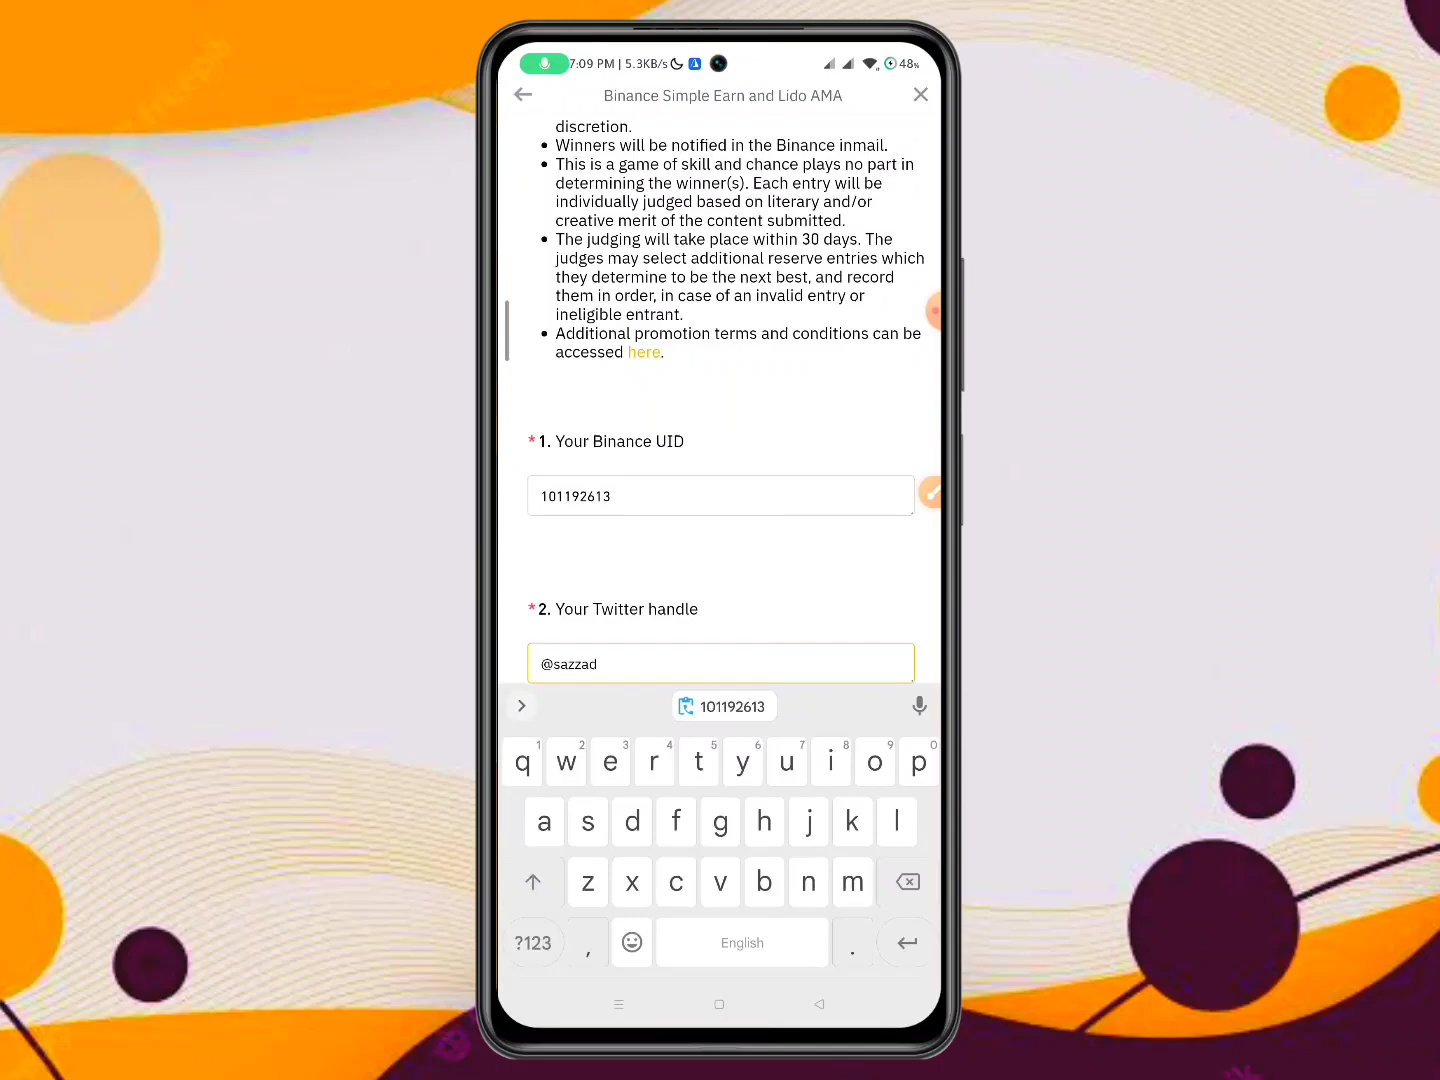 7:09 PM | 5.3KB/s
48%
Binance Simple Earn and Lido AMA
discretion.
• Winners will be notified in the Binance inmail.
• This is a game of skill and chance plays no part in
determining the winner(s). Each entry will be
individually judged based on literary and/or
creative merit of the content submitted.
• The judging will take place within 30 days. The
judges may select additional reserve entries which
they determine to be the next best, and record
them in order, in case of an invalid entry or
ineligible entrant.
• Additional promotion terms and conditions can be
accessed here.
* 1. Your Binance UID
101192613
* 2. Your Twitter handle
@sazzad
101192613
1 2 3 4 5 6 7 8 9 0
q w e r t y u i o p
a s d f g h j k l
z x c v b n m
?123 , English .